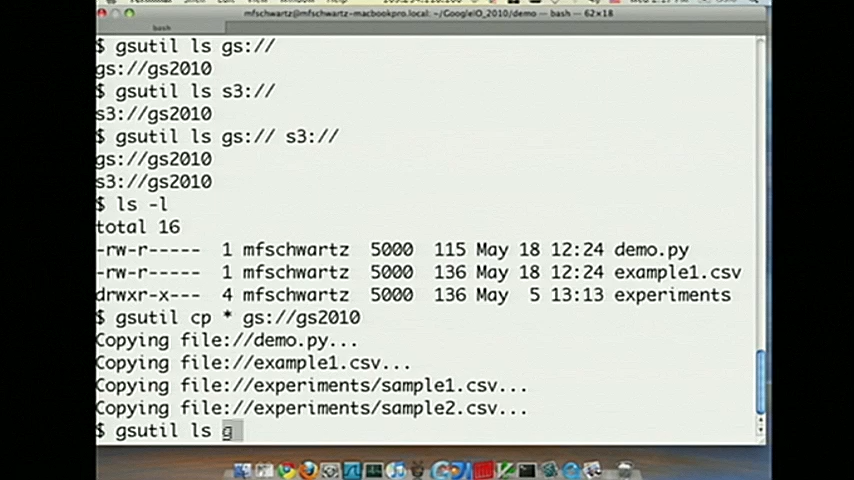 mfschwartz@mfschwartz-macbookpro.local: ~/GoogleIO_2010/demo — bash — 62×18
bash
$ gsutil ls gs://
gs://gs2010
$ gsutil ls s3://
s3://gs2010
$ gsutil ls gs:// s3://
gs://gs2010
s3://gs2010
$ ls -l
total 16
-rw-r----- 1 mfschwartz 5000 115 May 18 12:24 demo.py
-rw-r----- 1 mfschwartz 5000 136 May 18 12:24 example1.csv
drwxr-x--- 4 mfschwartz 5000 136 May 5 13:13 experiments
$ gsutil cp * gs://gs2010
Copying file://demo.py...
Copying file://example1.csv...
Copying file://experiments/sample1.csv...
Copying file://experiments/sample2.csv...
$ gsutil ls g